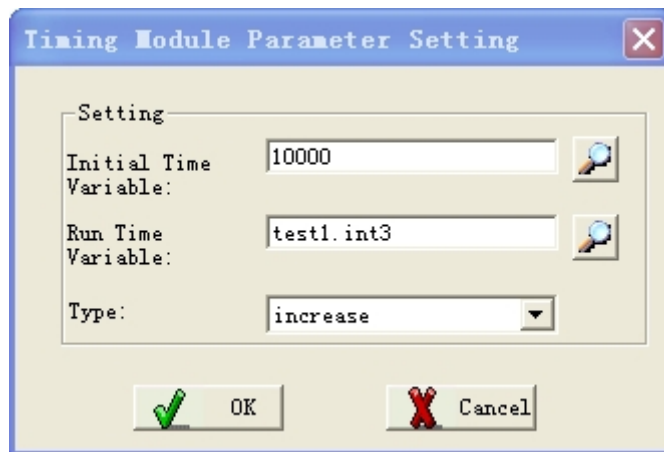 Timing Module Parameter Setting
Setting
Initial Time
Variable:
10000
Run Time
Variable:
test1.int3
Type:
increase
OK
Cancel